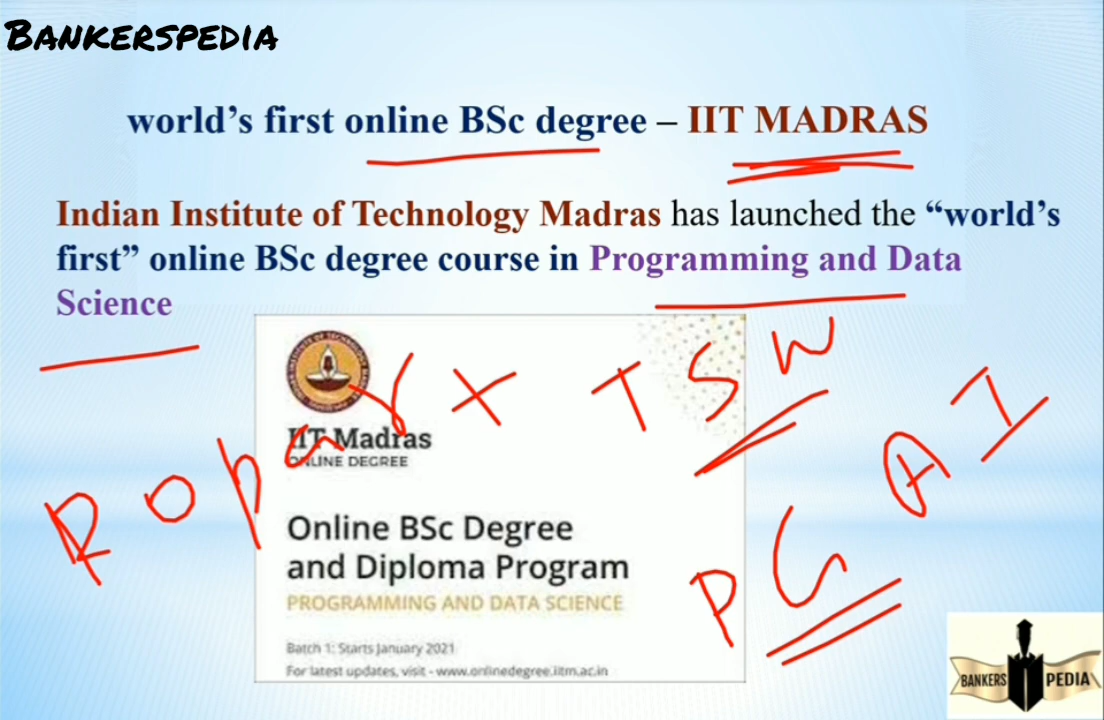 BANKERSPEDIA
world's first online BSc degree – IIT MADRAS
Indian Institute of Technology Madras has launched the “world's
first” online BSc degree course in Programming and Data
Science
IIT Madras
ONLINE DEGREE
Ropar + TSW
PG AI
Online BSc Degree
and Diploma Program
PROGRAMMING AND DATA SCIENCE
Batch 1: Starts January 2021
For latest updates, visit - www.onlinedegree.iitm.ac.in
BANKERS PEDIA